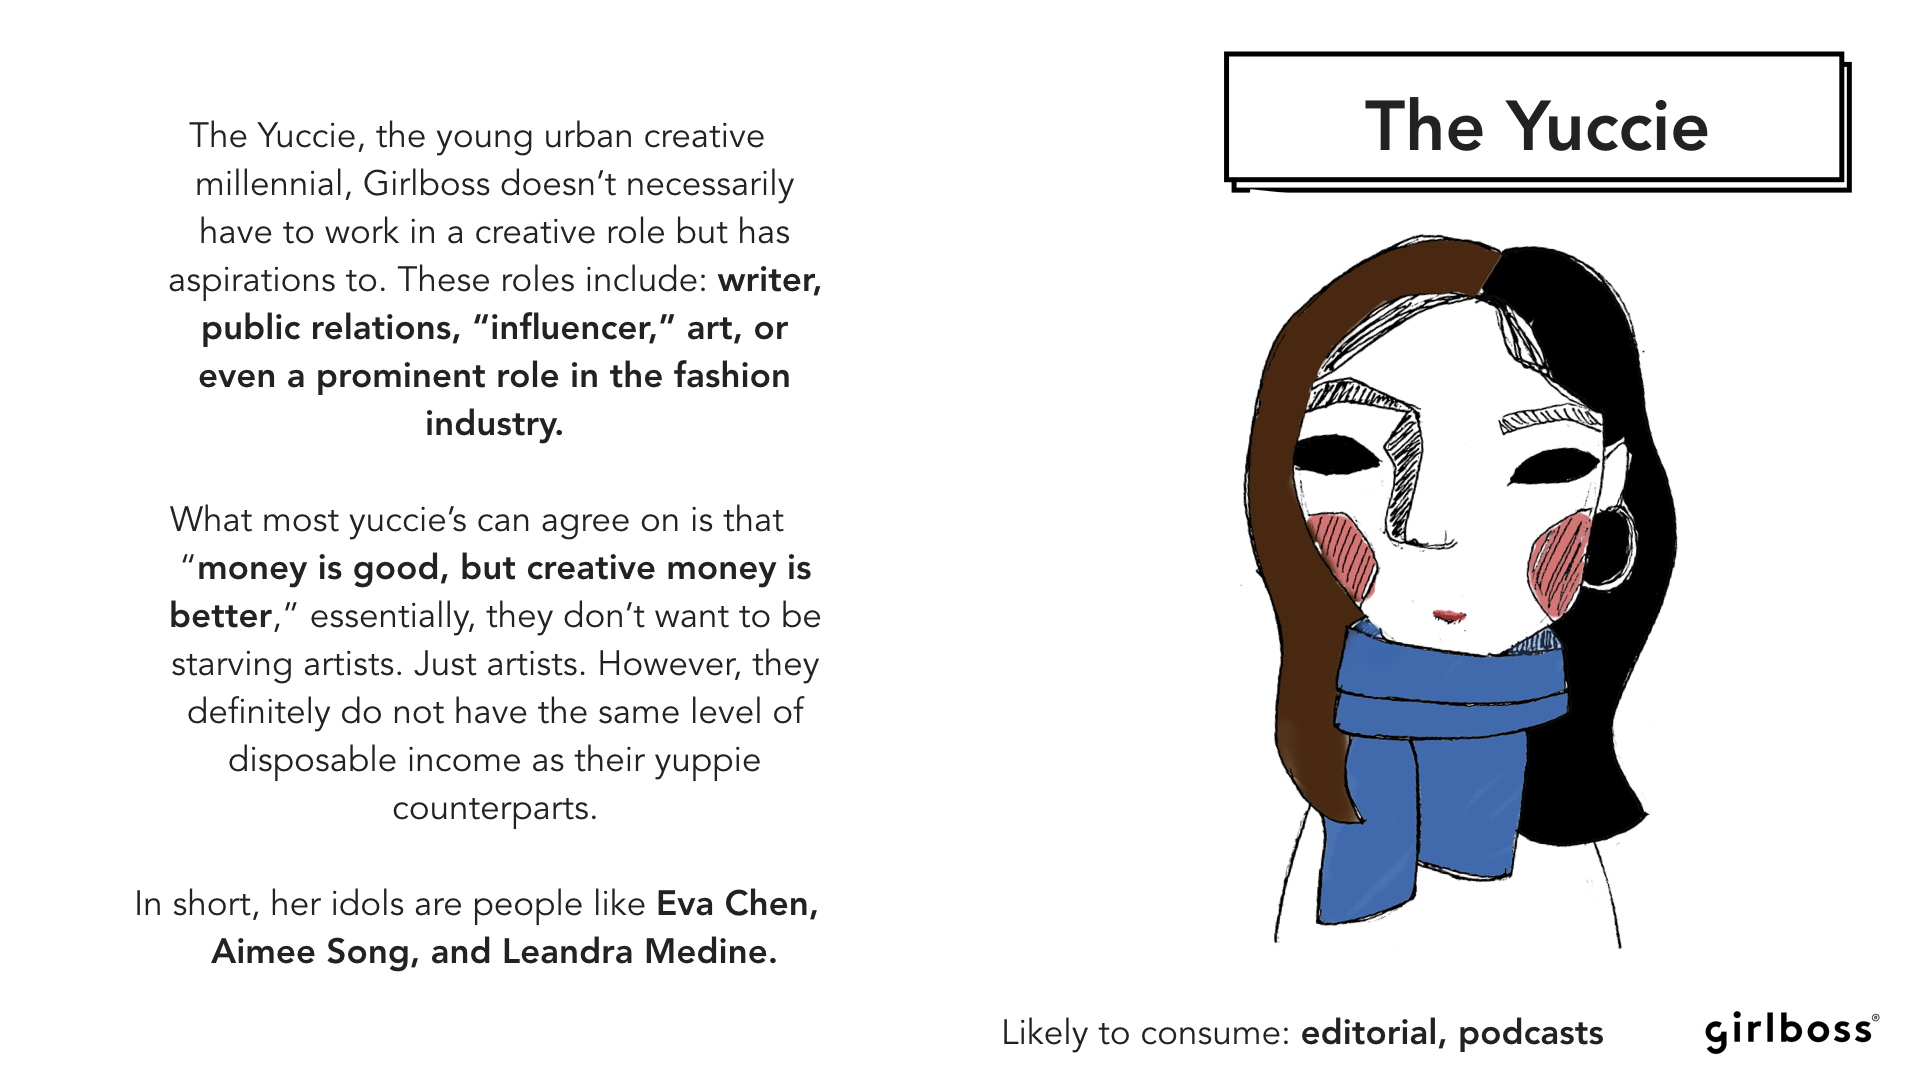 The Yuccie
The Yuccie, the young urban creative
millennial, Girlboss doesn’t necessarily
have to work in a creative role but has
aspirations to. These roles include: writer,
public relations, “influencer,” art, or
even a prominent role in the fashion
industry.
What most yuccie’s can agree on is that
“money is good, but creative money is
better,” essentially, they don’t want to be
starving artists. Just artists. However, they
definitely do not have the same level of
disposable income as their yuppie
counterparts.
In short, her idols are people like Eva Chen,
Aimee Song, and Leandra Medine.
Likely to consume: editorial, podcasts
girlboss®